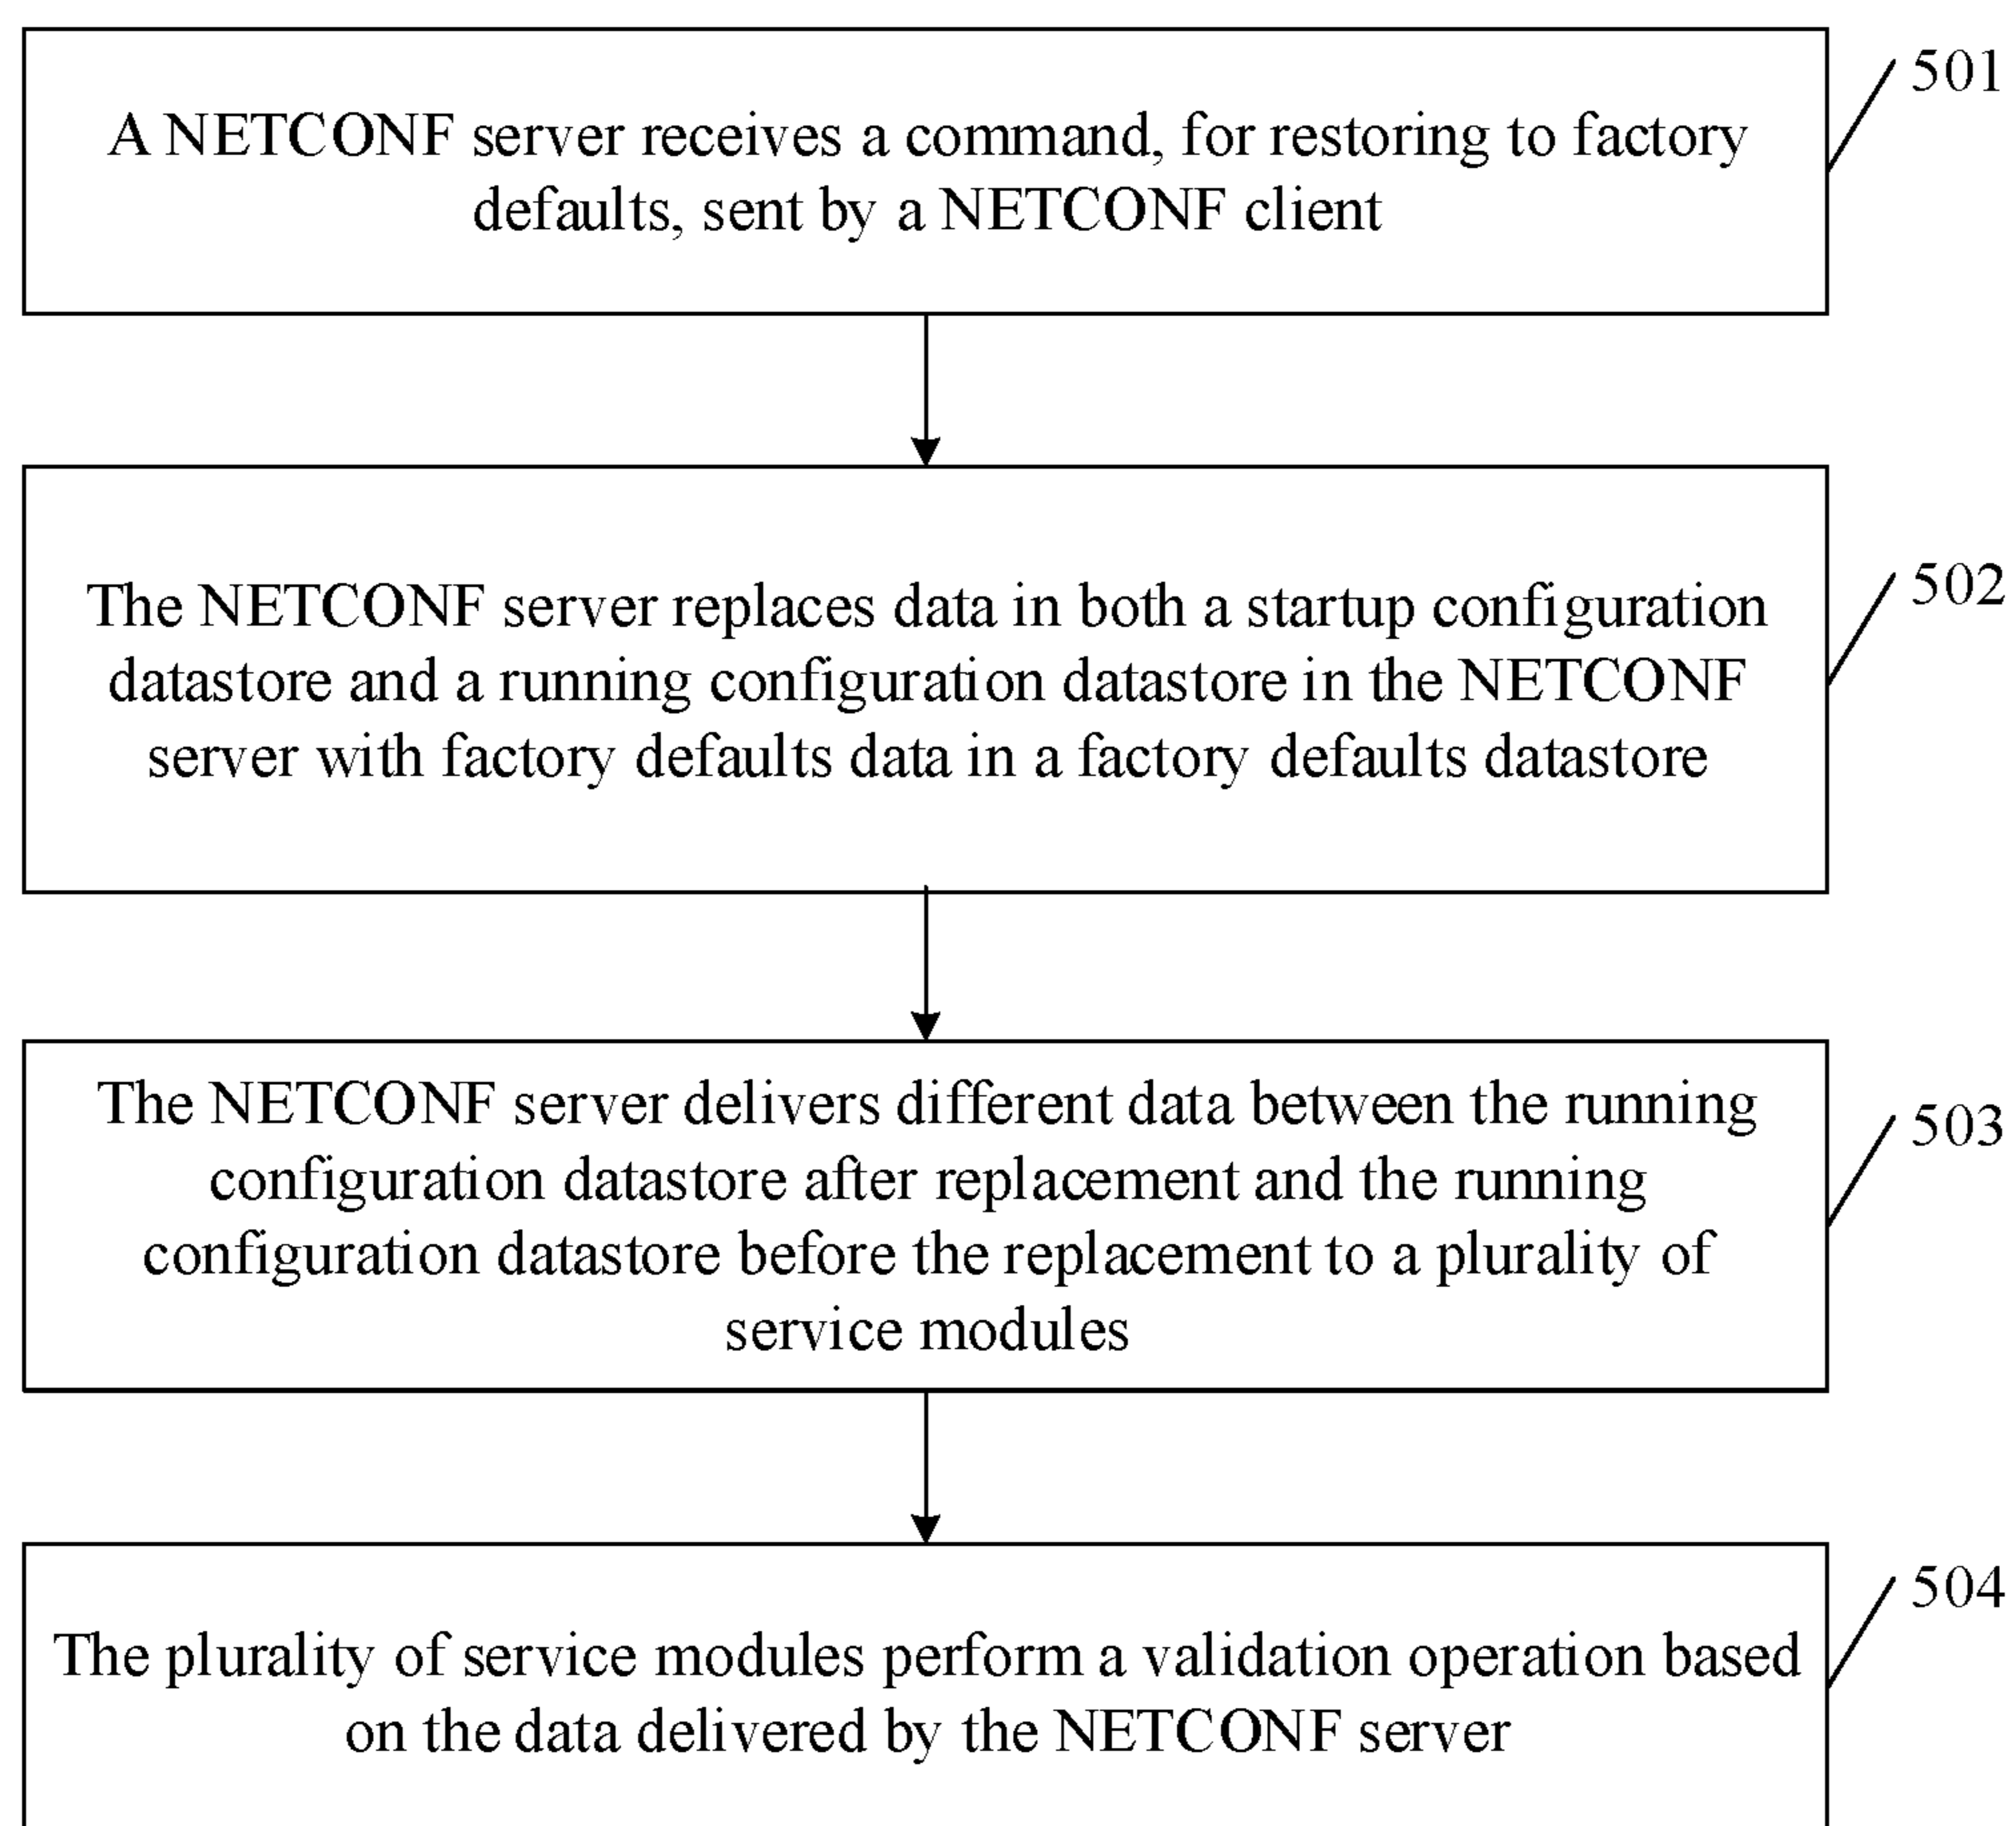 A NETCONF server receives a command, for restoring to factory
defaults, sent by a NETCONF client
501
The NETCONF server replaces data in both a startup configuration
datastore and a running configuration datastore in the NETCONF
server with factory defaults data in a factory defaults datastore
502
The NETCONF server delivers different data between the running
configuration datastore after replacement and the running
configuration datastore before the replacement to a plurality of
service modules
503
The plurality of service modules perform a validation operation based
on the data delivered by the NETCONF server
504